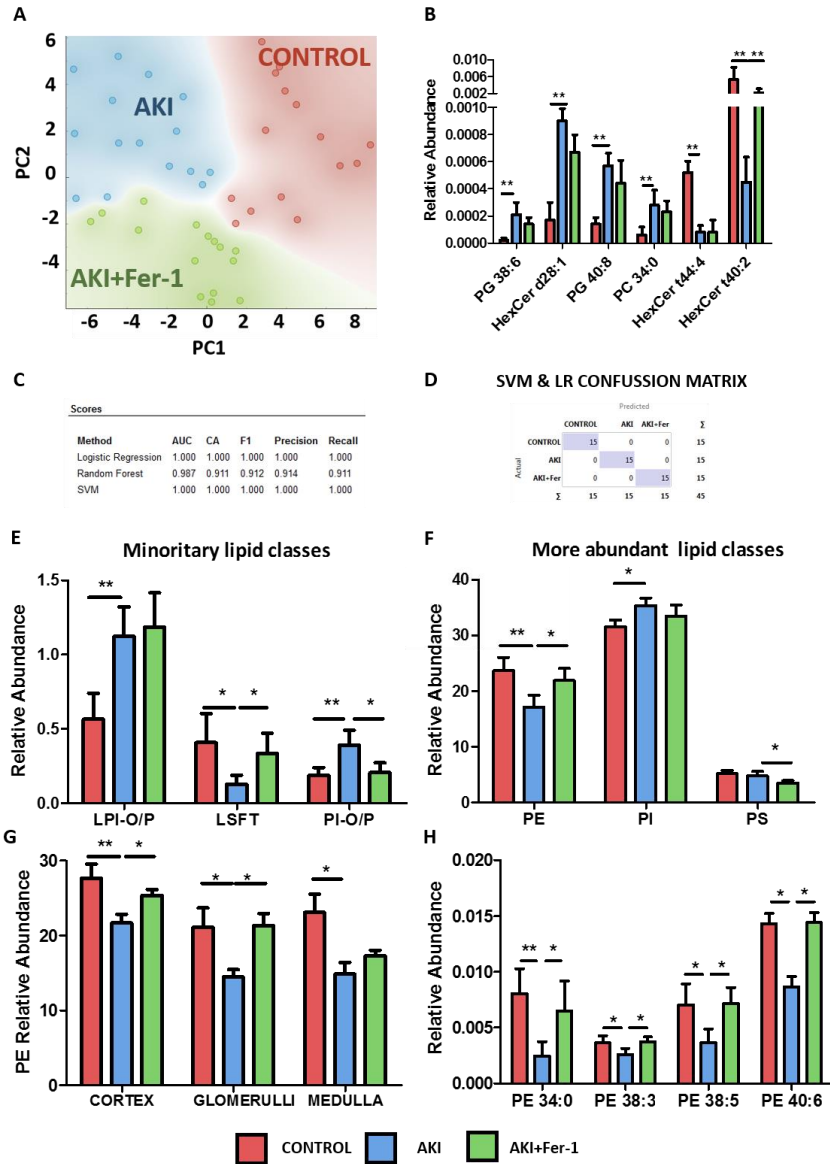 A
6
4
2
0
-2
-4
PC2
CONTROL
AKI
AKI+Fer-1
-6 -4 -2 0 2 4 6 8
PC1
B
Relative Abundance
0.010
0.006
0.002
0.0010
0.0008
0.0006
0.0004
0.0002
0.0000
** ** ** ** ** ** **
PG 38:6
HexCer d28:1
PG 40:8
PC 34:0
HexCer t44:4
HexCer t40:2
C
Scores
Method AUC CA F1 Precision Recall
Logistic Regression 1.000 1.000 1.000 1.000 1.000
Random Forest 0.987 0.911 0.912 0.914 0.911
SVM 1.000 1.000 1.000 1.000 1.000
D
SVM & LR CONFUSSION MATRIX
Predicted
CONTROL AKI AKI+Fer Σ
Actual
CONTROL 15 0 0 15
AKI 0 15 0 15
AKI+Fer 0 0 15 15
Σ 15 15 15 45
E
Minoritary lipid classes
Relative Abundance
1.5
1.0
0.5
0.0
** * * ** *
LPI-O/P LSFT PI-O/P
F
More abundant lipid classes
Relative Abundance
40
30
20
10
0
** * * *
PE PI PS
G
PE Relative Abundance
30
20
10
0
** * * * *
CORTEX GLOMERULLI MEDULLA
H
Relative Abundance
0.020
0.015
0.010
0.005
0.000
** * * * * * * *
PE 34:0 PE 38:3 PE 38:5 PE 40:6
CONTROL AKI AKI+Fer-1